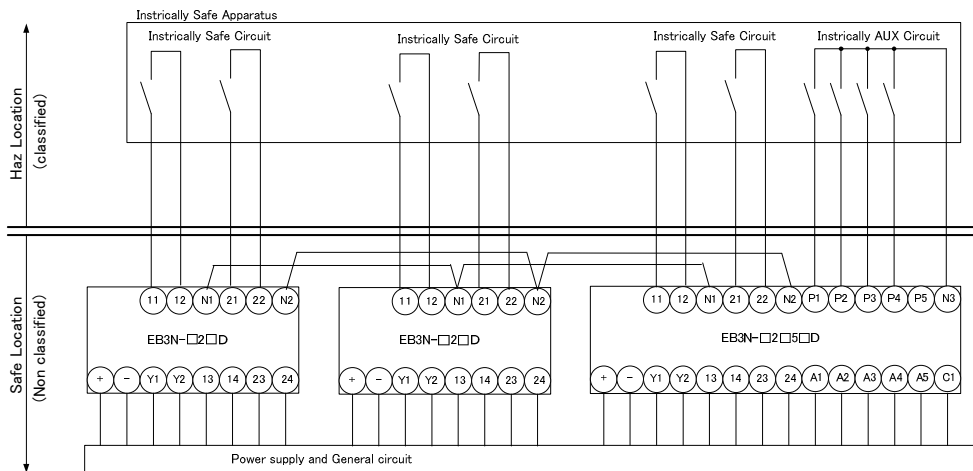 Instrically Safe Apparatus
Instrically Safe Circuit
Instrically Safe Circuit
Instrically Safe Circuit
Instrically AUX Circuit
Haz Location
(classified)
Safe Location
(Non classified)
11 12 N1 21 22 N2
11 12 N1 21 22 N2
11 12 N1 21 22 N2 P1 P2 P3 P4 P5 N3
EB3N-□2□D
EB3N-□2□D
EB3N-□2□5□D
+ − Y1 Y2 13 14 23 24
+ − Y1 Y2 13 14 23 24
+ − Y1 Y2 13 14 23 24 A1 A2 A3 A4 A5 C1
Power supply and General circuit